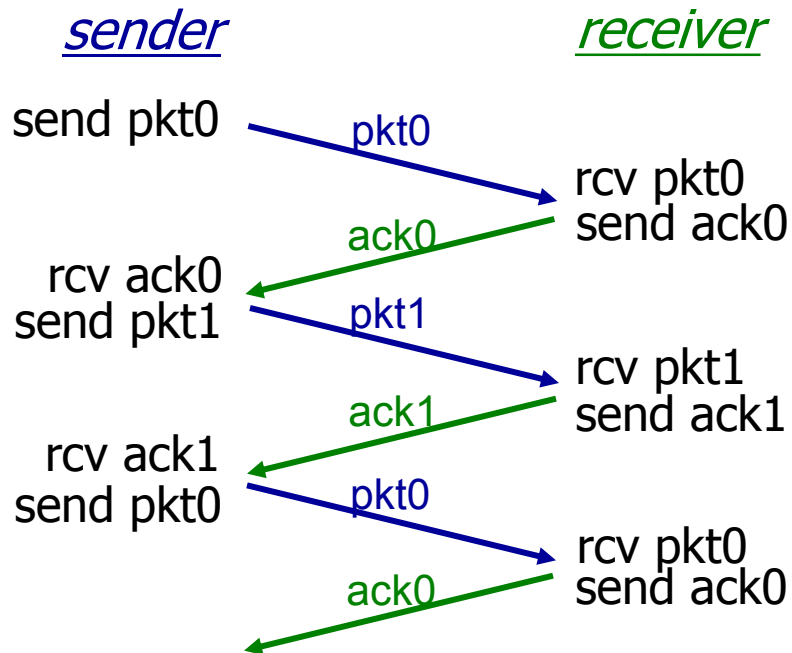 sender
receiver
send pkt0
pkt0
rcv pkt0
send ack0
ack0
rcv ack0
send pkt1
pkt1
rcv pkt1
send ack1
ack1
rcv ack1
send pkt0
pkt0
rcv pkt0
send ack0
ack0